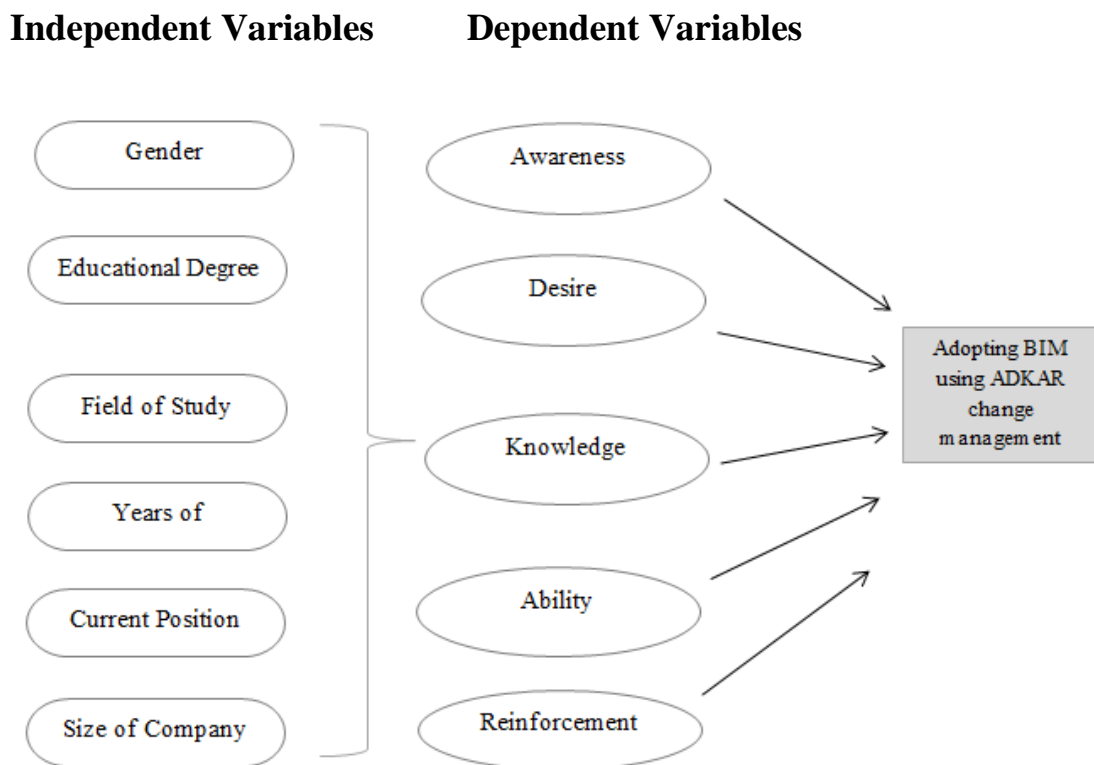 Independent Variables
Dependent Variables
Gender
Educational Degree
Field of Study
Years of
Current Position
Size of Company
Awareness
Desire
Knowledge
Ability
Reinforcement
Adopting BIM
using ADKAR
change
management